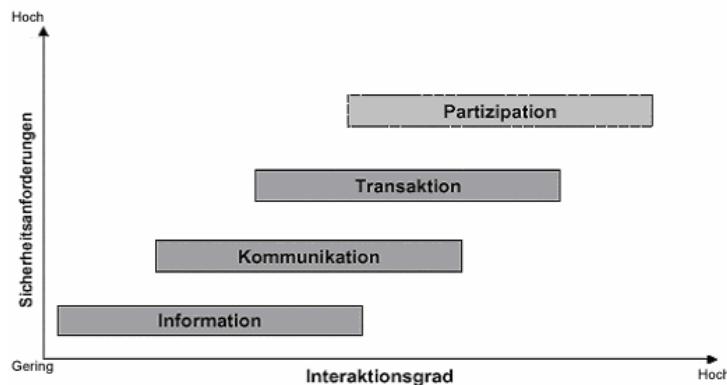 Hoch
Sicherheitsanforderungen
Partizipation
Transaktion
Kommunikation
Information
Gering
Interaktionsgrad
Hoch